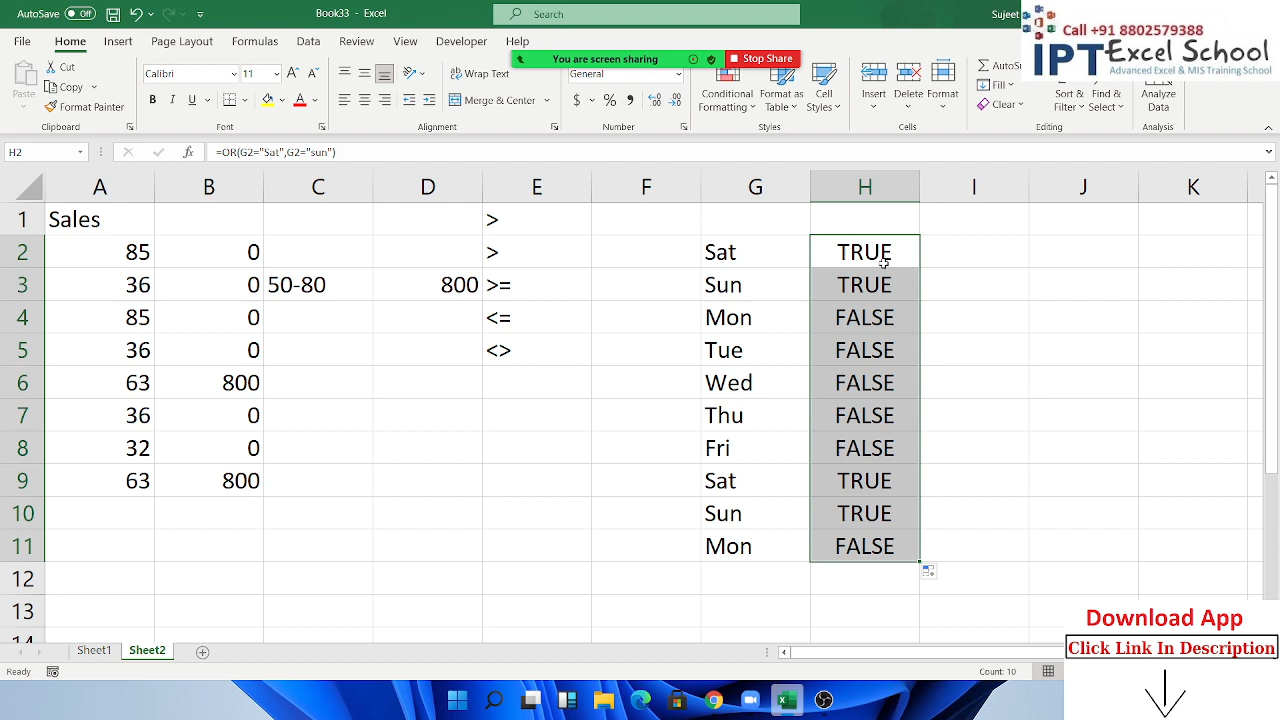 AutoSave Off Book33 - Excel Search Sujeet
Call +91 8802579388
IPT Excel School
Advanced Excel & MIS Training School
File Home Insert Page Layout Formulas Data View Developer Help
You are screen sharing Stop Share
Paste Cut Copy Format Painter
Calibri 11
B I U
Wrap Text
Merge & Center
General
$ % 9
Conditional Formatting Format as Table Cell Styles
Insert Delete Format
Fill Clear
Sort & Filter Find & Select
Analyze Data
Clipboard Font Alignment Number Styles Cells Editing Analysis
H2 fx =OR(G2="Sat",G2="sun")
A B C D E F G H I J K
1 Sales >
2 85 0 > Sat TRUE
3 36 0 50-80 800 >= Sun TRUE
4 85 0 <= Mon FALSE
5 36 0 <> Tue FALSE
6 63 800 Wed FALSE
7 36 0 Thu FALSE
8 32 0 Fri FALSE
9 63 800 Sat TRUE
10 Sun TRUE
11 Mon FALSE
12
13
Download App
Click Link In Description
Sheet1 Sheet2
Ready Count: 10